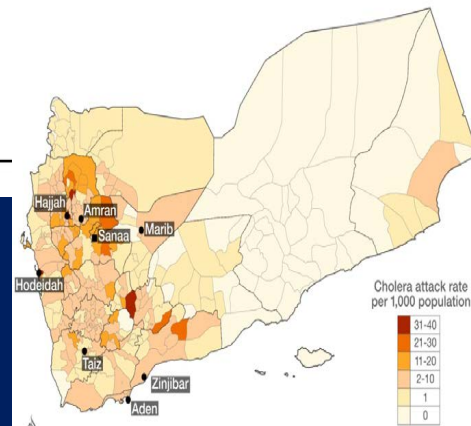 Hajjah
Amran
Sanaa
Marib
Hodeidah
Taiz
Zinjibar
Aden
Cholera attack rate
per 1,000 population
31-40
21-30
11-20
2-10
1
0